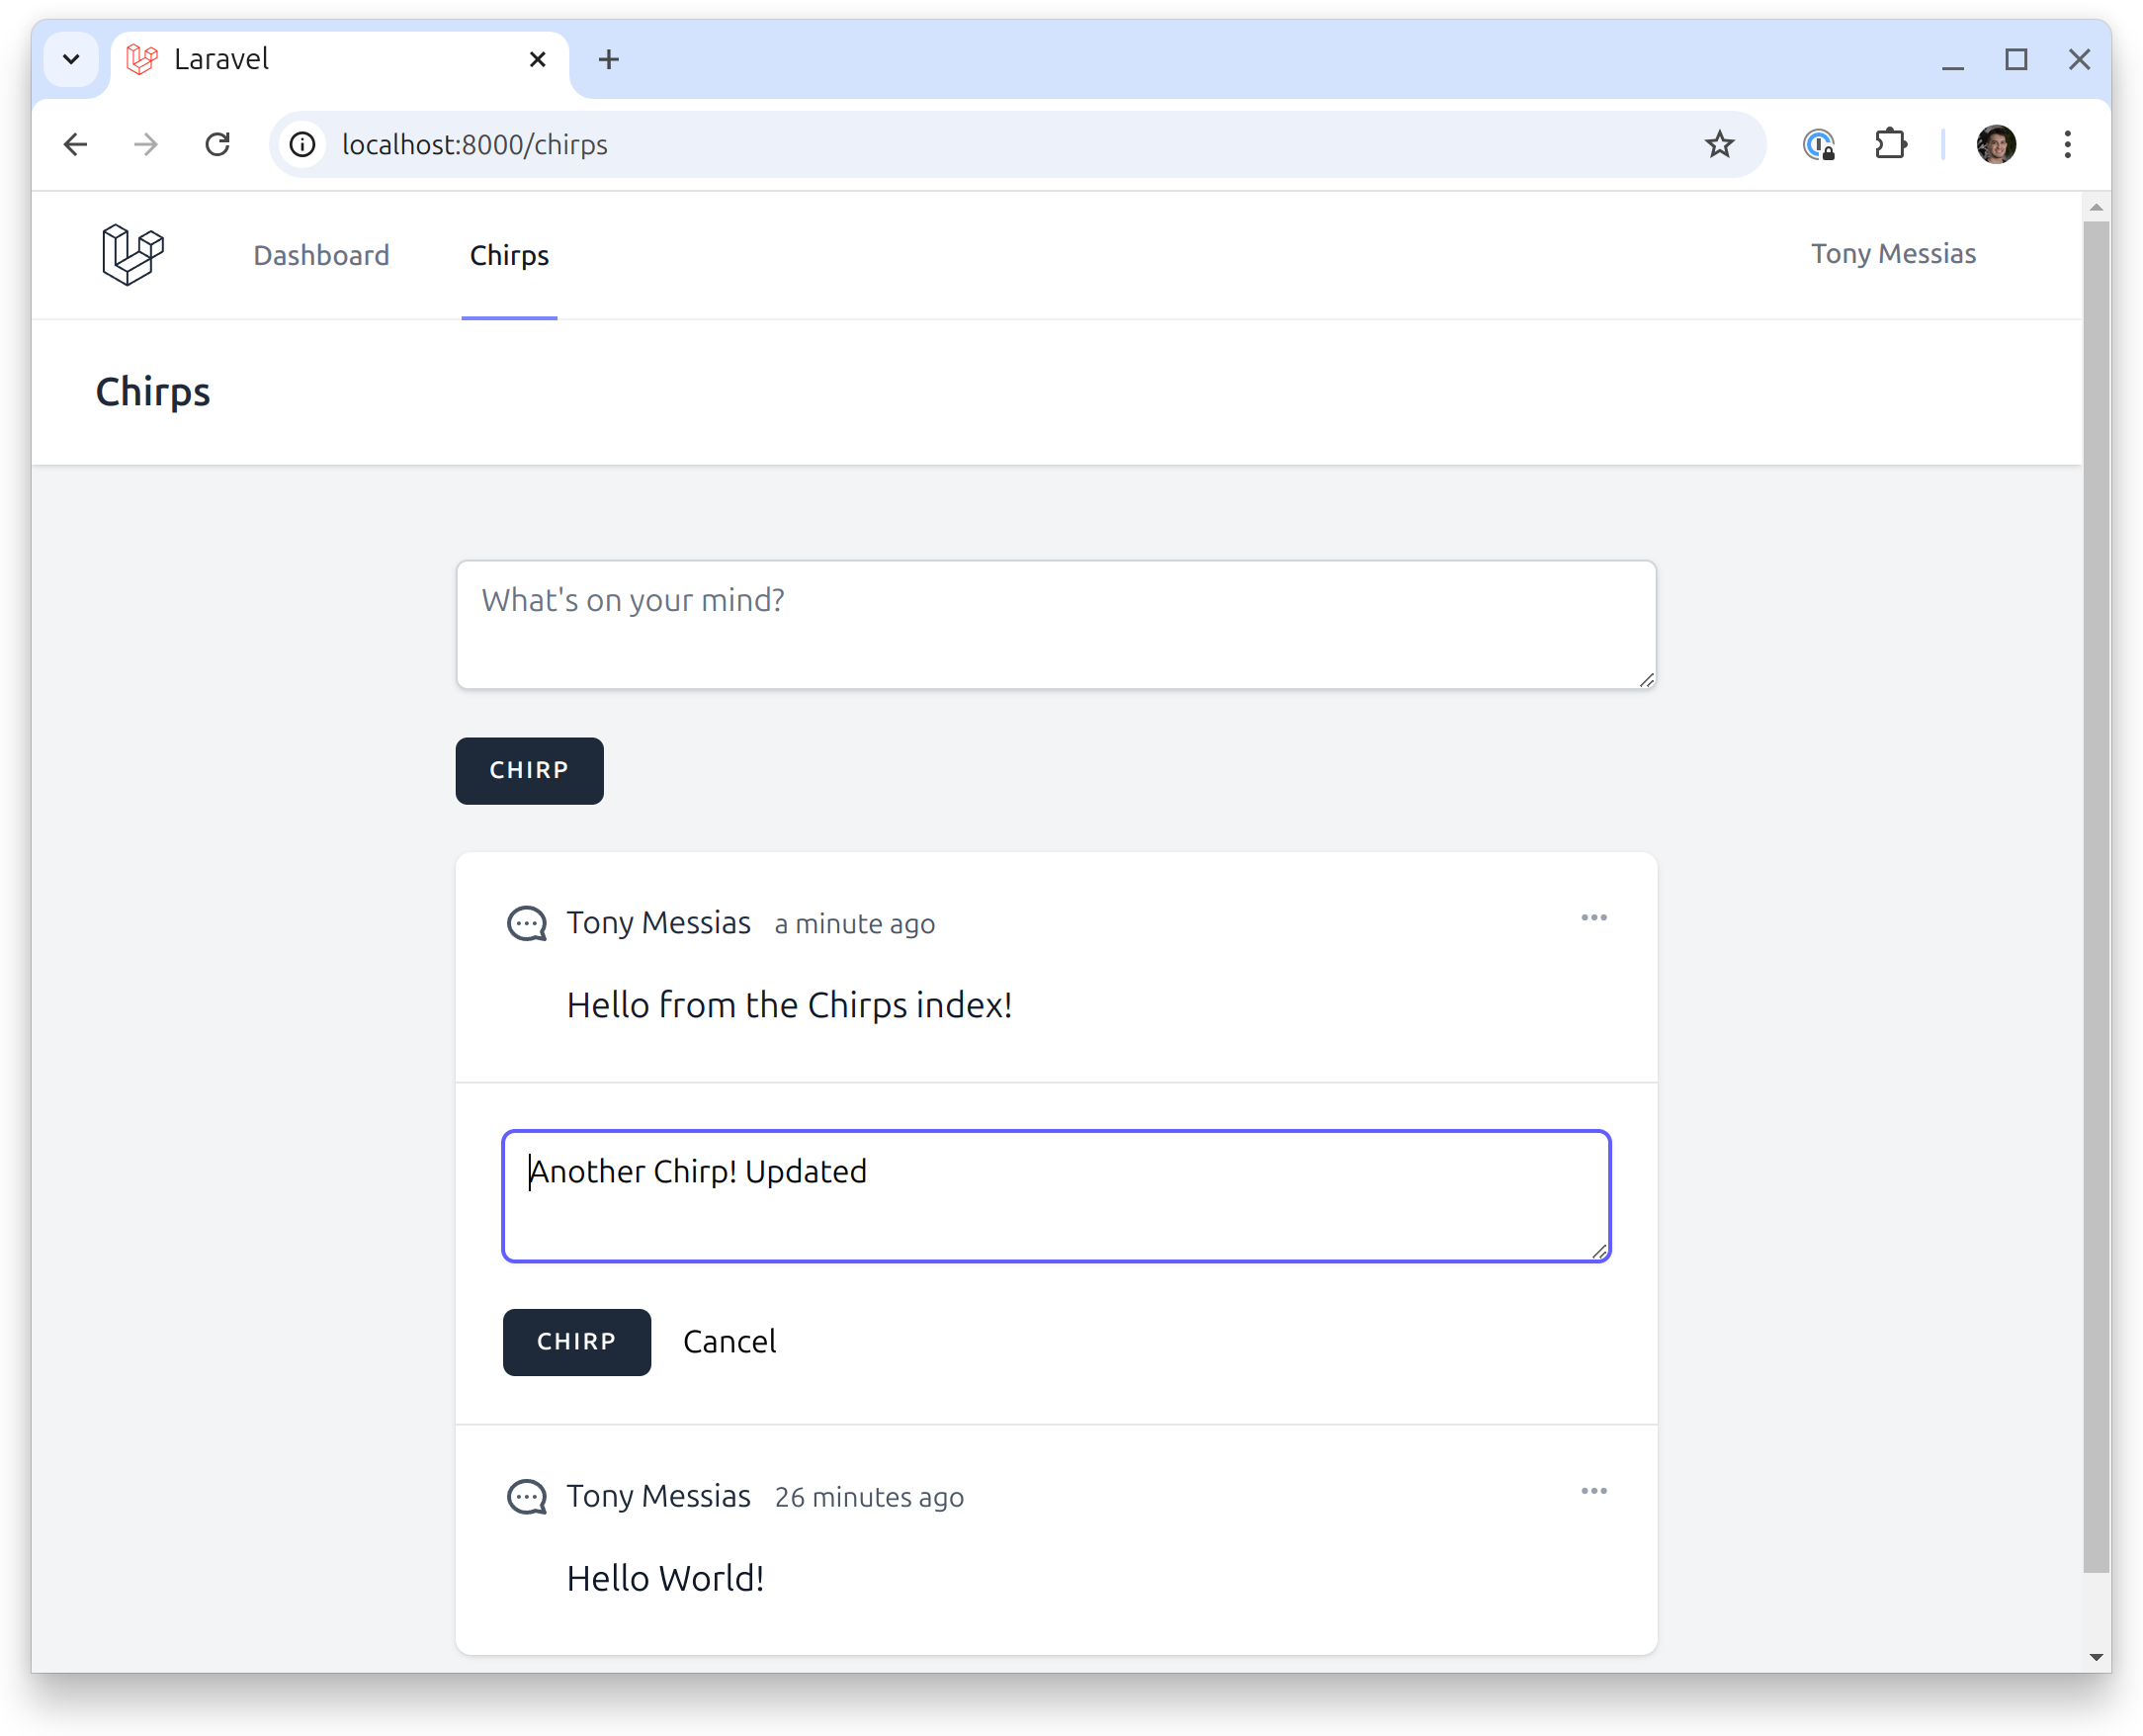 Laravel
localhost:8000/chirps
Dashboard Chirps Tony Messias
Chirps
What's on your mind?
CHIRP
Tony Messias a minute ago
Hello from the Chirps index!
Another Chirp! Updated
CHIRP Cancel
Tony Messias 26 minutes ago
Hello World!